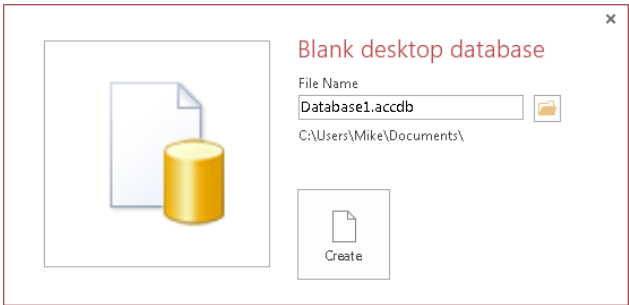 Blank desktop database
File Name
Database1.accdb
C:\Users\Mike\Documents\
Create